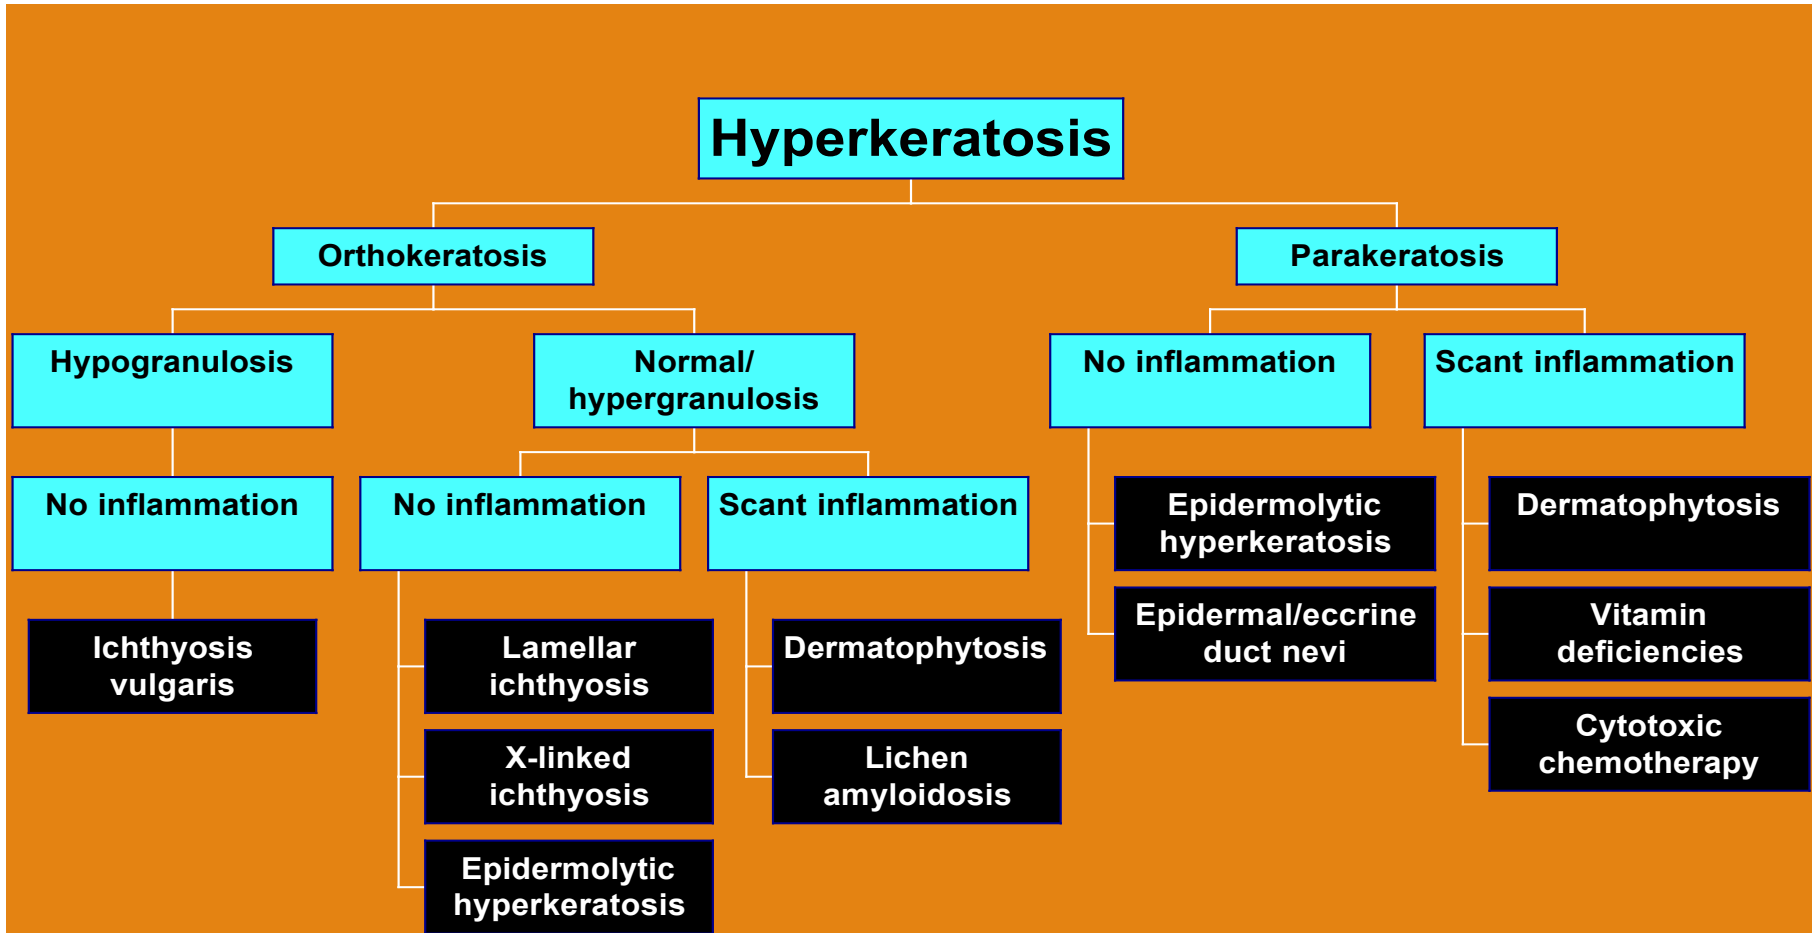 Hyperkeratosis
Orthokeratosis
Parakeratosis
Hypogranulosis
Normal/
hypergranulosis
No inflammation
Scant inflammation
No inflammation
No inflammation
Scant inflammation
Epidermolytic
hyperkeratosis
Dermatophytosis
Epidermal/eccrine
duct nevi
Vitamin
deficiencies
Ichthyosis
vulgaris
Lamellar
ichthyosis
Dermatophytosis
Cytotoxic
chemotherapy
X-linked
ichthyosis
Lichen
amyloidosis
Epidermolytic
hyperkeratosis